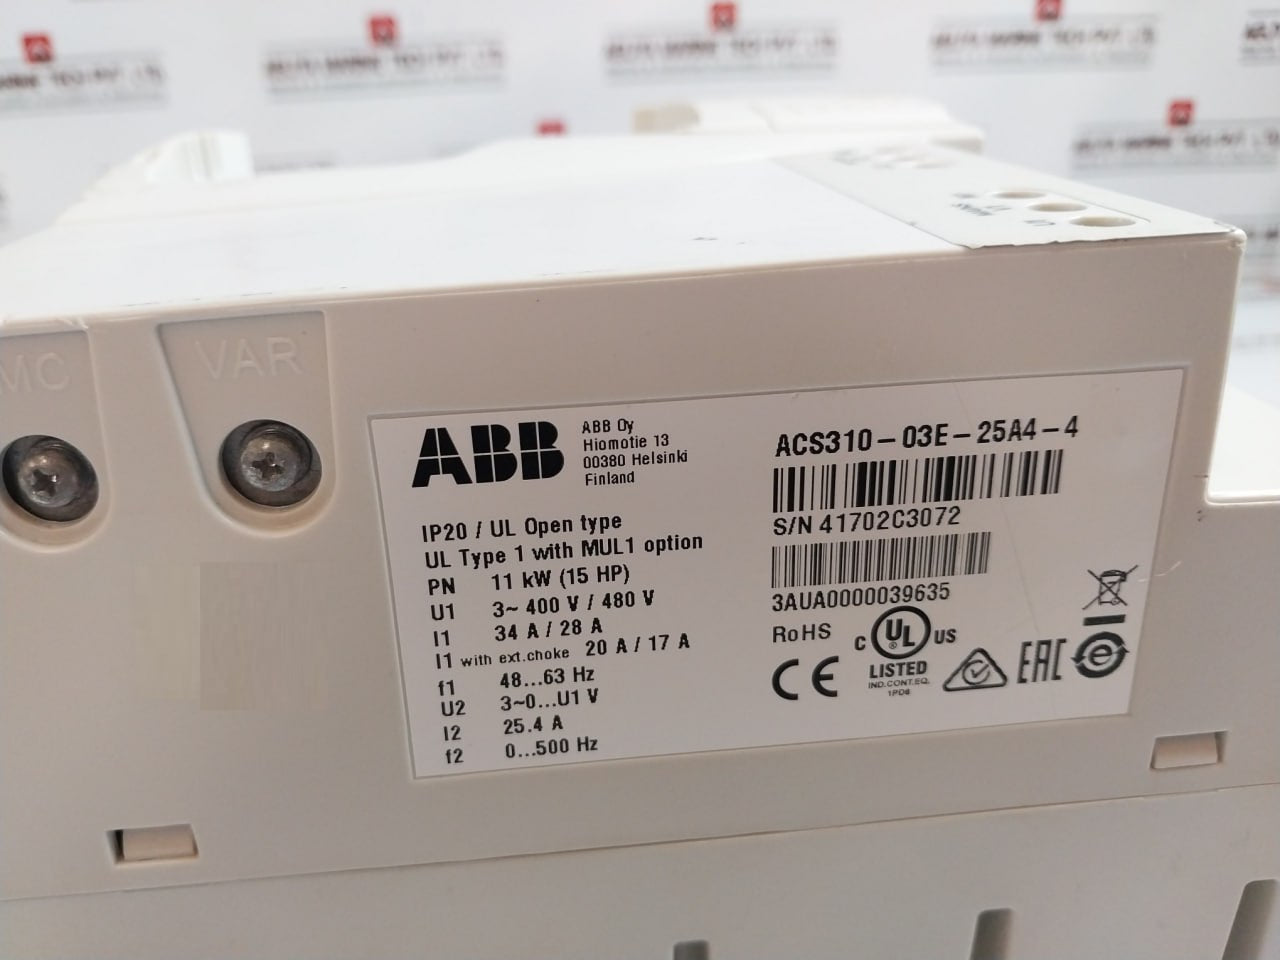 MC
VAR
ABB
ABB Oy
Hiomotie 13
00380 Helsinki
Finland
IP20 / UL Open type
UL Type 1 with MUL1 option
PN 11 kW (15 HP)
U1 3~ 400 V / 480 V
I1 34 A / 28 A
I1 with ext.choke 20 A / 17 A
f1 48...63 Hz
U2 3~0...U1 V
I2 25.4 A
f2 0...500 Hz
ACS310-03E-25A4-4
S/N 41702C3072
3AUA0000039635
RoHS
C UL US
LISTED
IND.CONT.EQ.
1PD6
CE
EAC
e